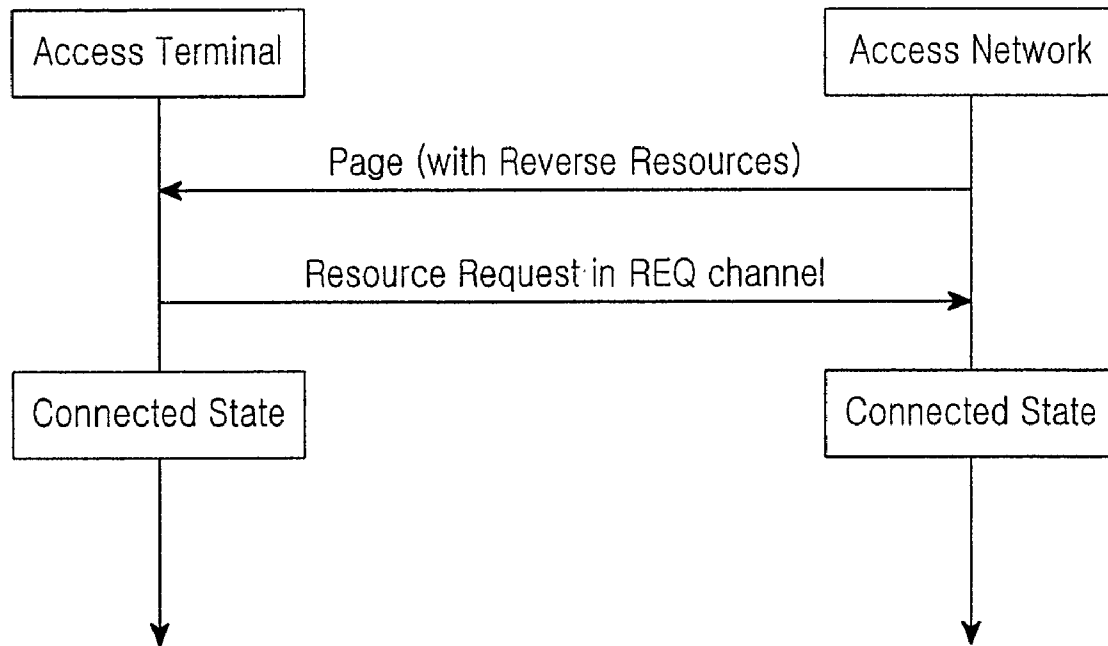 Access Terminal
Access Network
Page (with Reverse Resources)
Resource Request in REQ channel
Connected State
Connected State